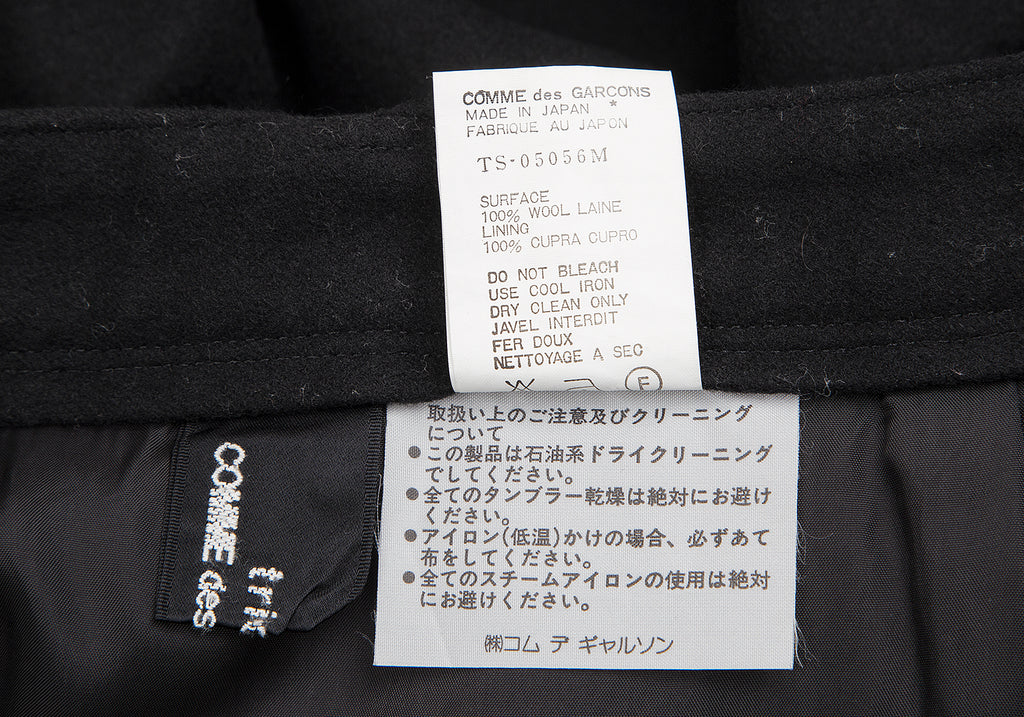 COMME des GARCONS
MADE IN JAPAN *
FABRIQUE AU JAPON
TS-05056M
SURFACE
100% WOOL LAINE
LINING
100% CUPRA CUPRO
DO NOT BLEACH
USE COOL IRON
DRY CLEAN ONLY
JAVEL INTERDIT
FER DOUX
NETTOYAGE A SEC
F
取扱い上のご注意及びクリーニング
について
●この製品は石油系ドライクリーニング
でしてください。
●全てのタンブラー乾燥は絶対にお避け
ください。
●アイロン(低温)かけの場合、必ずあて
布をしてください。
●全てのスチームアイロンの使用は絶対
にお避けください。
㈱コム デ ギャルソン
COMME des